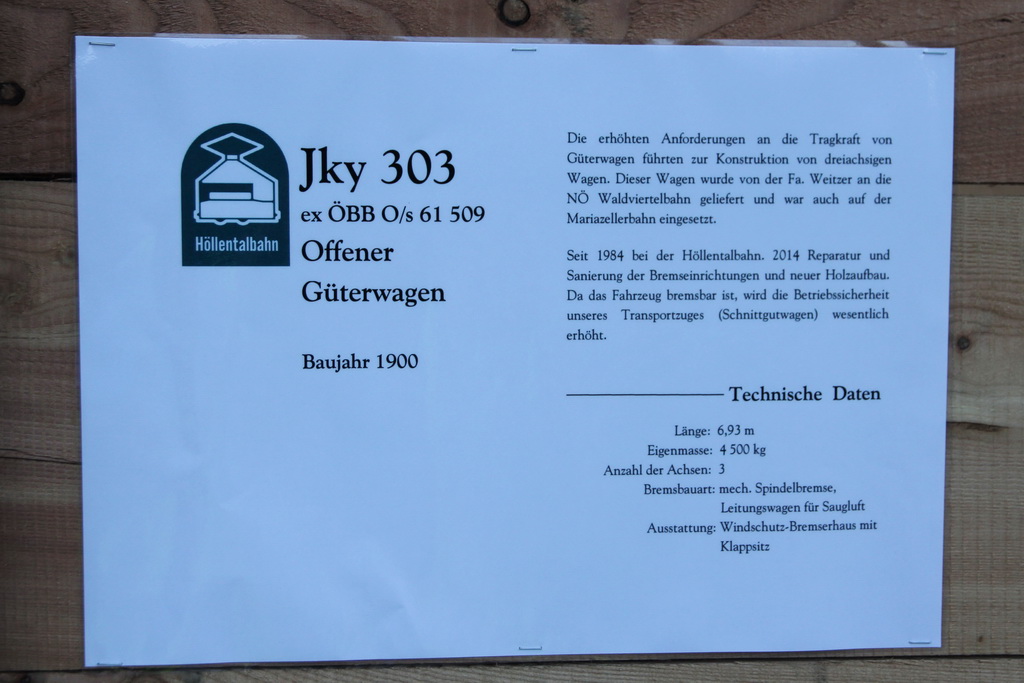 Höllentalbahn
Jky 303
ex ÖBB O/s 61 509
Offener
Güterwagen
Baujahr 1900
Die erhöhten Anforderungen an die Tragkraft von
Güterwagen führten zur Konstruktion von dreiachsigen
Wagen. Dieser Wagen wurde von der Fa. Weitzer an die
NÖ Waldviertelbahn geliefert und war auch auf der
Mariazellerbahn eingesetzt.
Seit 1984 bei der Höllentalbahn. 2014 Reparatur und
Sanierung der Bremseinrichtungen und neuer Holzaufbau.
Da das Fahrzeug bremsbar ist, wird die Betriebssicherheit
unseres Transportzuges (Schnittgutwagen) wesentlich
erhöht.
Technische Daten
Länge: 6,93 m
Eigenmasse: 4 500 kg
Anzahl der Achsen: 3
Bremsbauart: mech. Spindelbremse,
Leitungswagen für Saugluft
Ausstattung: Windschutz-Bremserhaus mit
Klappsitz